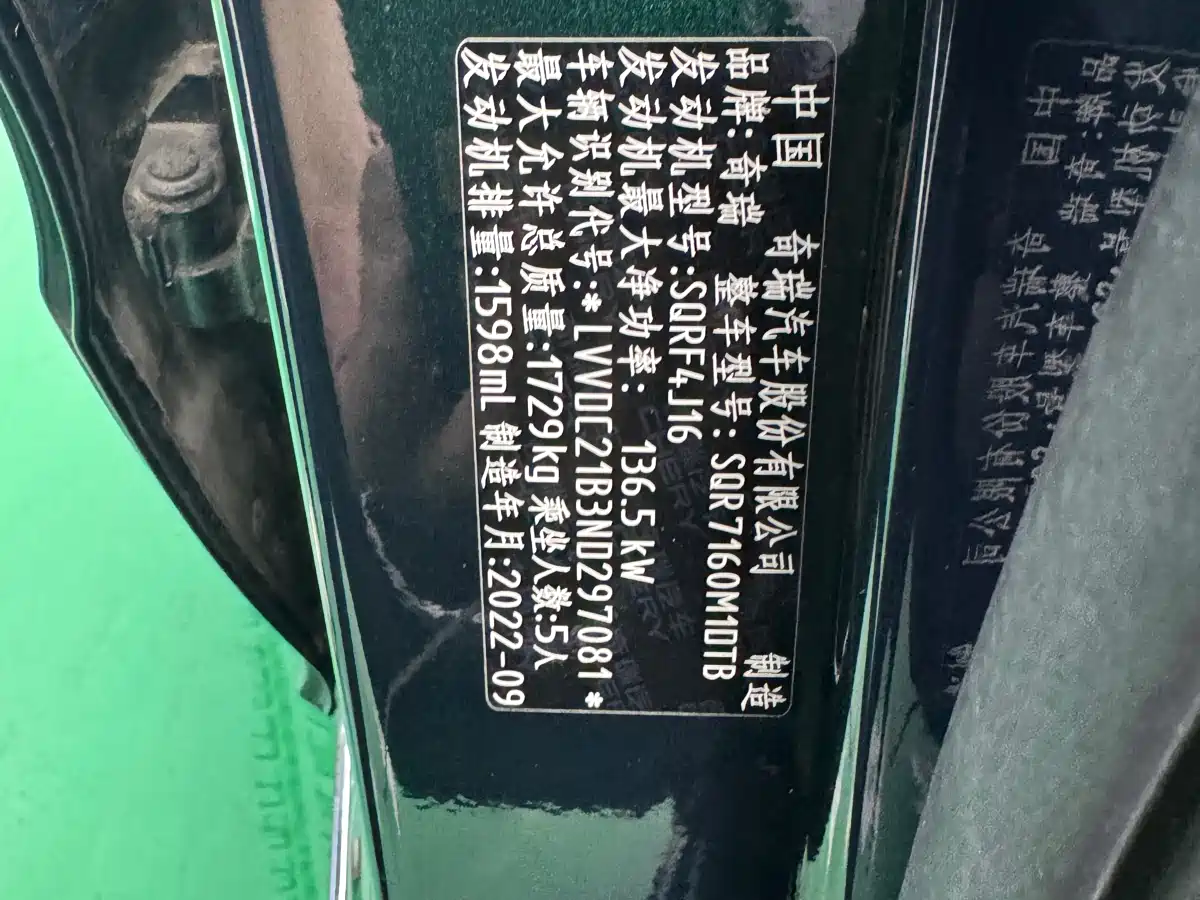 中国 奇瑞汽车股份有限公司 制造
品牌:奇瑞 整车型号:SQR7160M1DTB
发动机型号:SQRF4J16
发动机最大净功率: 136.5 kW
车辆识别代号:*LVVDC21B3ND297081*
最大允许总质量:1729kg 乘坐人数:5人
发动机排量:1598mL 制造年月:2022-09